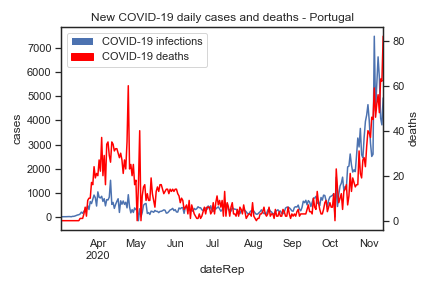 New COVID-19 daily cases and deaths - Portugal
COVID-19 infections
COVID-19 deaths
7000
6000
5000
4000
3000
2000
1000
0
cases
80
60
40
20
0
deaths
Apr May Jun Jul Aug Sep Oct Nov
2020
dateRep